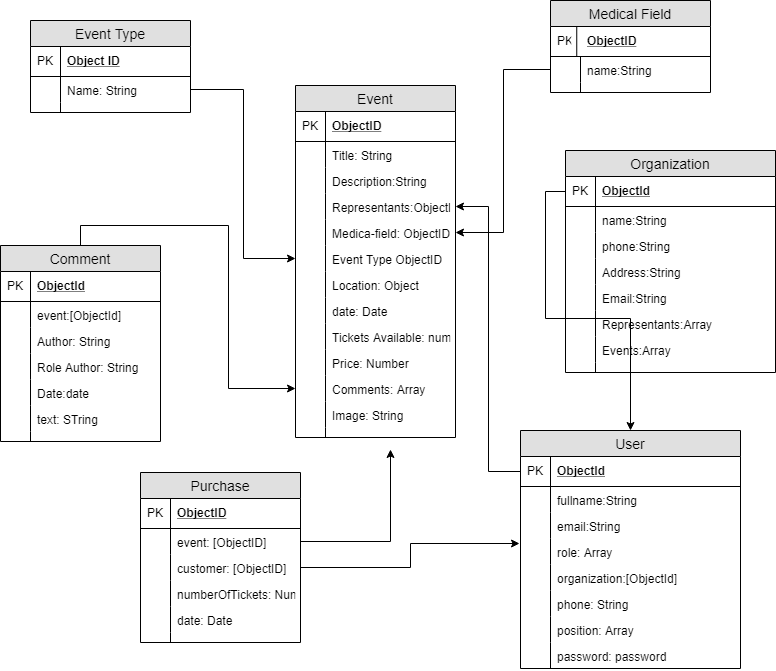 Event Type
PK Object ID
Name: String
Medical Field
PK ObjectID
name:String
Event
PK ObjectID
Title: String
Description:String
Representants:ObjectI
Medica-field: ObjectID
Event Type ObjectID
Location: Object
date: Date
Tickets Available: num
Price: Number
Comments: Array
Image: String
Organization
PK ObjectId
name:String
phone:String
Address:String
Email:String
Representants:Array
Events:Array
Comment
PK ObjectId
event:[ObjectId]
Author: String
Role Author: String
Date:date
text: STring
Purchase
PK ObjectID
event: [ObjectID]
customer: [ObjectID]
numberOfTickets: Num
date: Date
User
PK ObjectId
fullname:String
email:String
role: Array
organization:[ObjectId]
phone: String
position: Array
password: password